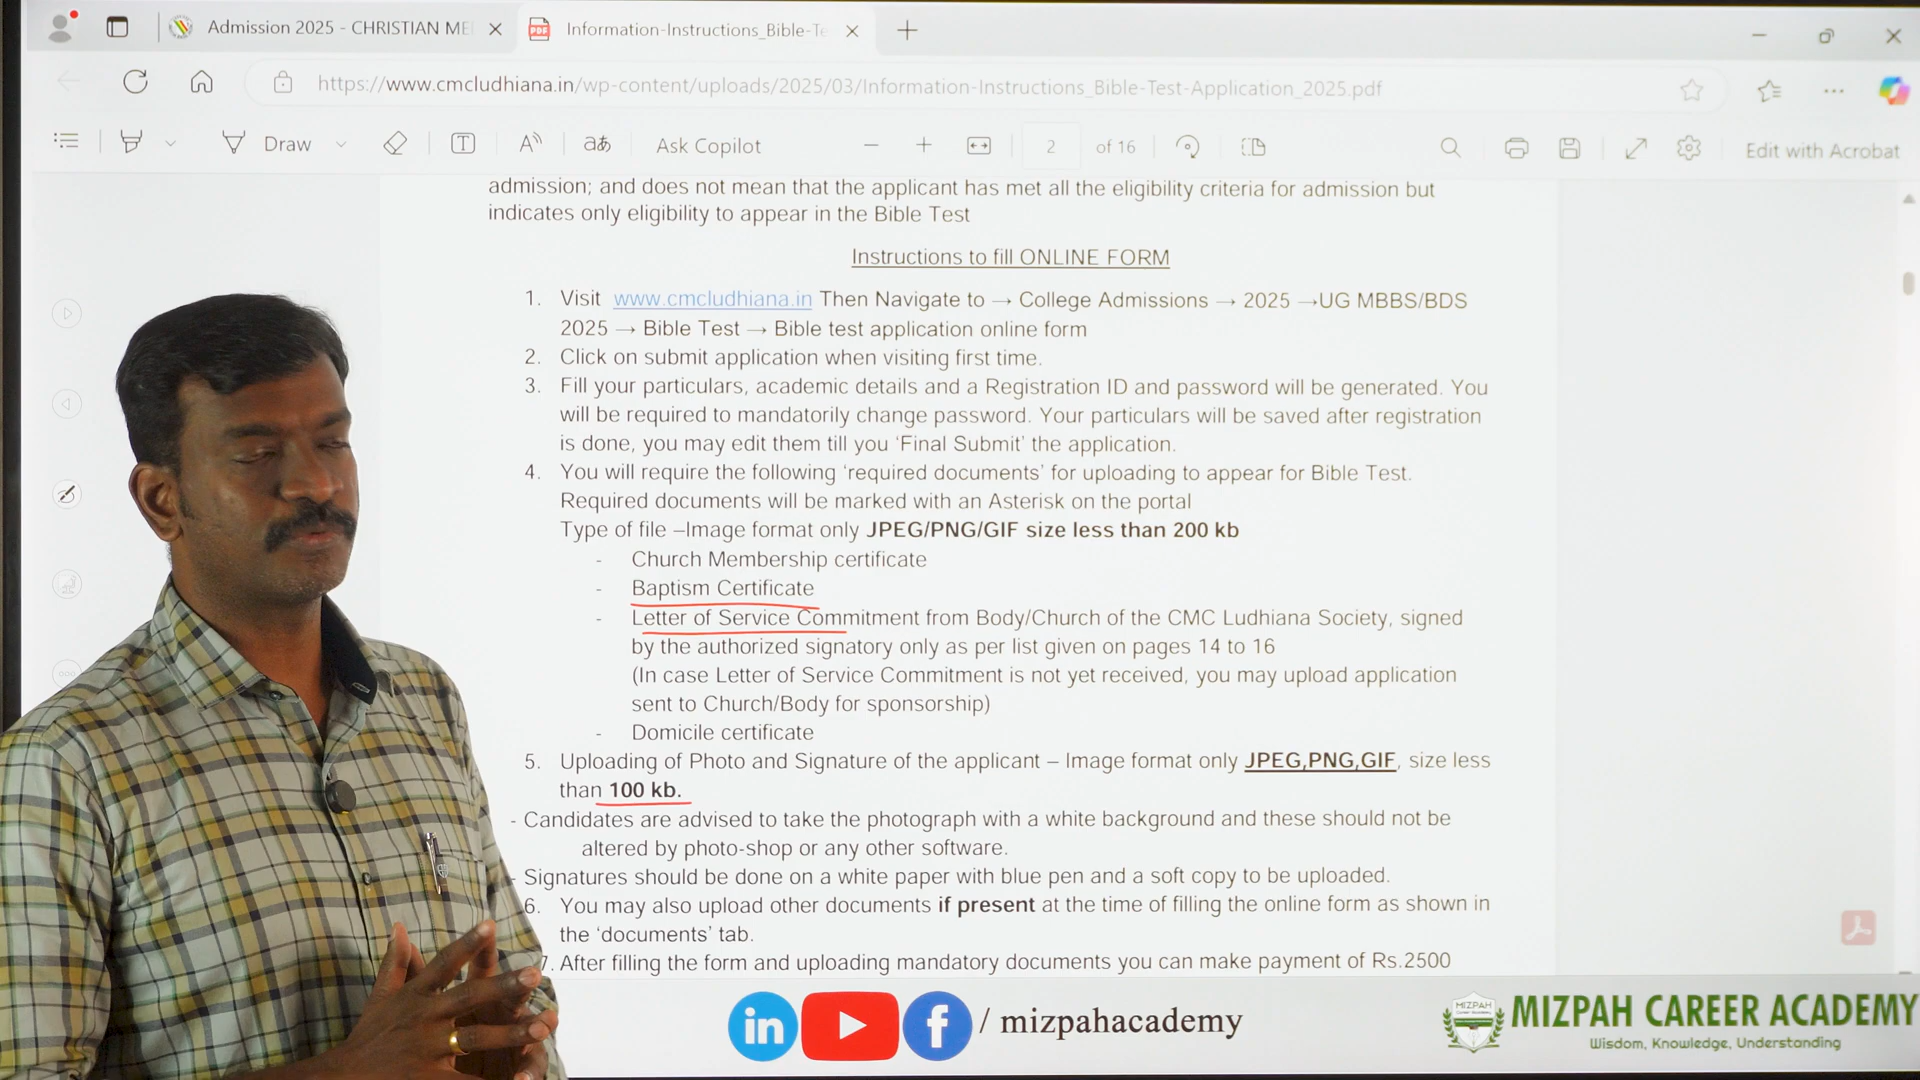 Admission 2025 - CHRISTIAN ME
Information-Instructions_Bible-Te
https://www.cmcludhiana.in/wp-content/uploads/2025/03/Information-Instructions_Bible-Test-Application_2025.pdf
Draw
Ask Copilot
2 of 16
Edit with Acrobat
admission; and does not mean that the applicant has met all the eligibility criteria for admission but
indicates only eligibility to appear in the Bible Test
Instructions to fill ONLINE FORM
1. Visit www.cmcludhiana.in Then Navigate to → College Admissions → 2025 →UG MBBS/BDS
2025 → Bible Test → Bible test application online form
2. Click on submit application when visiting first time.
3. Fill your particulars, academic details and a Registration ID and password will be generated. You
will be required to mandatorily change password. Your particulars will be saved after registration
is done, you may edit them till you ‘Final Submit’ the application.
4. You will require the following ‘required documents’ for uploading to appear for Bible Test.
Required documents will be marked with an Asterisk on the portal
Type of file –Image format only JPEG/PNG/GIF size less than 200 kb
- Church Membership certificate
- Baptism Certificate
- Letter of Service Commitment from Body/Church of the CMC Ludhiana Society, signed
by the authorized signatory only as per list given on pages 14 to 16
(In case Letter of Service Commitment is not yet received, you may upload application
sent to Church/Body for sponsorship)
- Domicile certificate
5. Uploading of Photo and Signature of the applicant – Image format only JPEG,PNG,GIF, size less
than 100 kb.
- Candidates are advised to take the photograph with a white background and these should not be
altered by photo-shop or any other software.
- Signatures should be done on a white paper with blue pen and a soft copy to be uploaded.
6. You may also upload other documents if present at the time of filling the online form as shown in
the ‘documents’ tab.
7. After filling the form and uploading mandatory documents you can make payment of Rs.2500
in f / mizpahacademy
MIZPAH
Career Academy
MIZPAH CAREER ACADEMY
Wisdom, Knowledge, Understanding